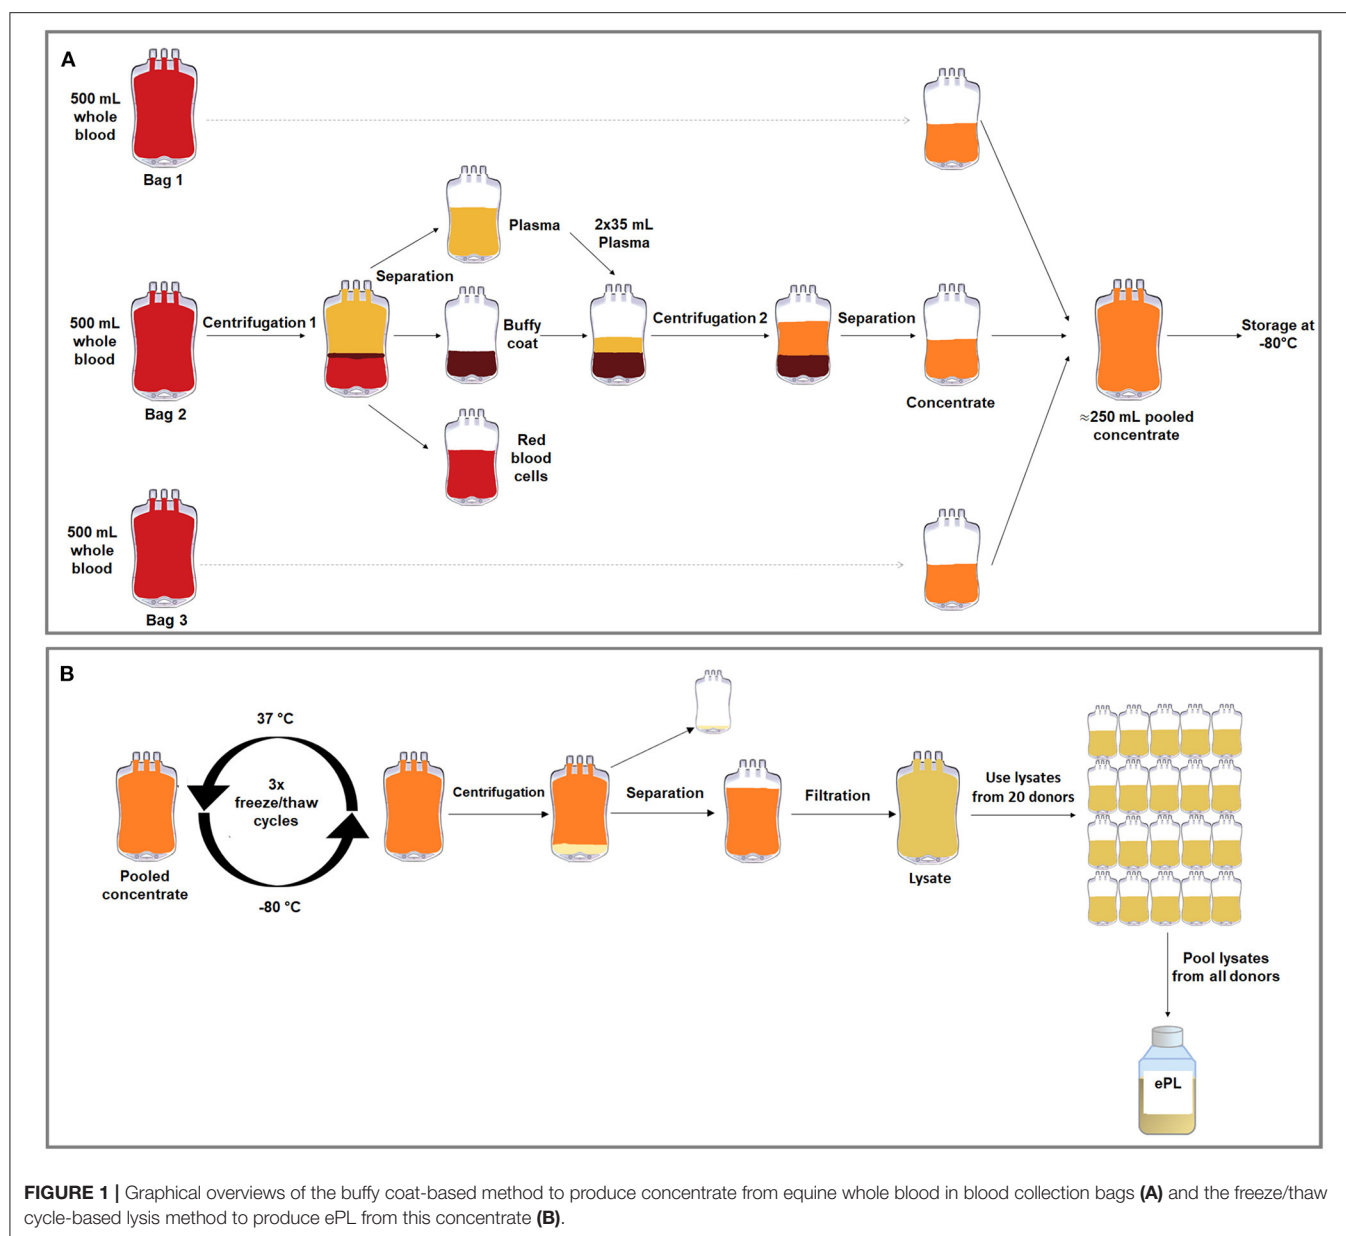 A
500 mL
whole
blood
Bag 1
Plasma
2x35 mL
Plasma
Separation
500 mL
whole
blood
Bag 2
Centrifugation 1
Buffy
coat
Centrifugation 2
Separation
Concentrate
≈250 mL pooled
concentrate
Storage at
-80°C
Red
blood
cells
500 mL
whole
blood
Bag 3
B
37 °C
3x
freeze/thaw
cycles
-80 °C
Pooled
concentrate
Centrifugation
Separation
Filtration
Lysate
Use lysates
from 20 donors
Pool lysates
from all donors
ePL
FIGURE 1 | Graphical overviews of the buffy coat-based method to produce concentrate from equine whole blood in blood collection bags (A) and the freeze/thaw
cycle-based lysis method to produce ePL from this concentrate (B).